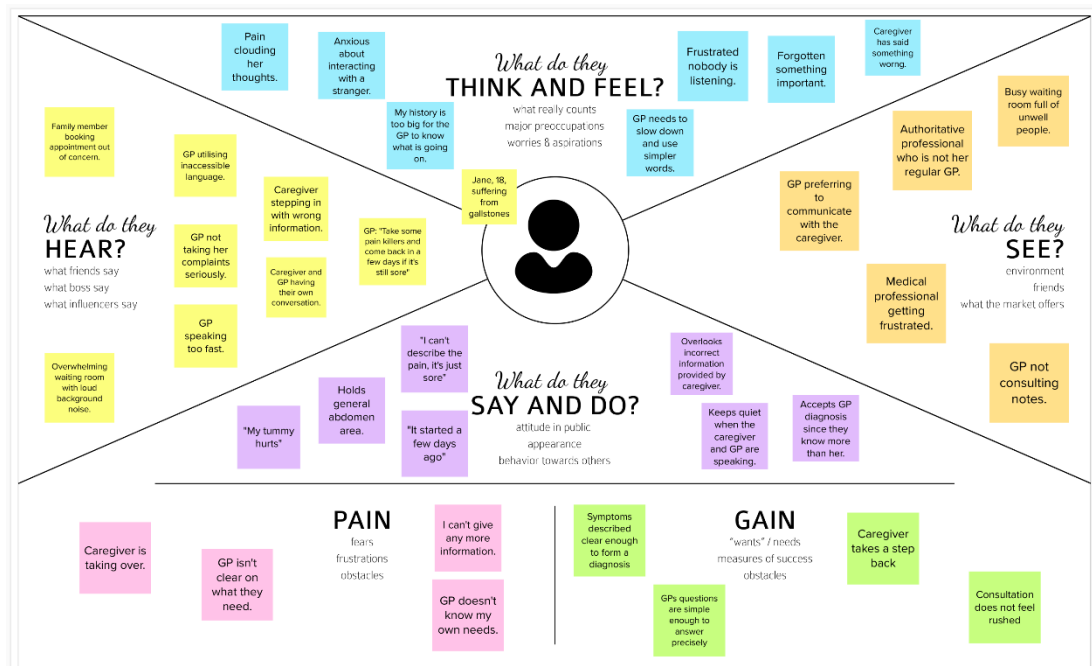 Pain
clouding
her
thoughts.
Anxious
about
interacting
with a
stranger.
My history is
too big for the
GP to know
what is going
on.
What do they
THINK AND FEEL?
what really counts
major preoccupations
worries & aspirations
Frustrated
nobody is
listening.
Forgotten
something
important.
Caregiver
has said
something
worng.
GP needs to
slow down
and use
simpler
words.
Jane, 18,
suffering
from
gallstones
Family member
booking
appointment out
of concern.
GP utilising
inaccessible
language.
Caregiver
stepping in
with wrong
information.
GP: "Take some
pain killers and
come back in a
few days if it's
still sore"
What do they
HEAR?
what friends say
what boss say
what influencers say
GP not
taking her
complaints
seriously.
Caregiver and
GP having
their own
conversation.
GP
speaking
too fast.
Overwhelming
waiting room
with loud
background
noise.
Busy waiting
room full of
unwell
people.
Authoritative
professional
who is not her
regular GP.
GP preferring
to
communicate
with the
caregiver.
What do they
SEE?
environment
friends
what the market offers
Medical
professional
getting
frustrated.
GP not
consulting
notes.
"I can't
describe the
pain, it's just
sore"
Holds
general
abdomen
area.
"My tummy
hurts"
"It started a
few days
ago"
What do they
SAY AND DO?
attitude in public
appearance
behavior towards others
Overlooks
incorrect
information
provided by
caregiver.
Keeps quiet
when the
caregiver
and GP are
speaking.
Accepts GP
diagnosis
since they
know more
than her.
PAIN
fears
frustrations
obstacles
Caregiver is
taking over.
GP isn't
clear on
what they
need.
I can't give
any more
information.
GP doesn't
know my
own needs.
GAIN
"wants" / needs
measures of success
obstacles
Symptoms
described
clear enough
to form a
diagnosis
GPs questions
are simple
enough to
answer
precisely
Caregiver
takes a step
back
Consultation
does not feel
rushed